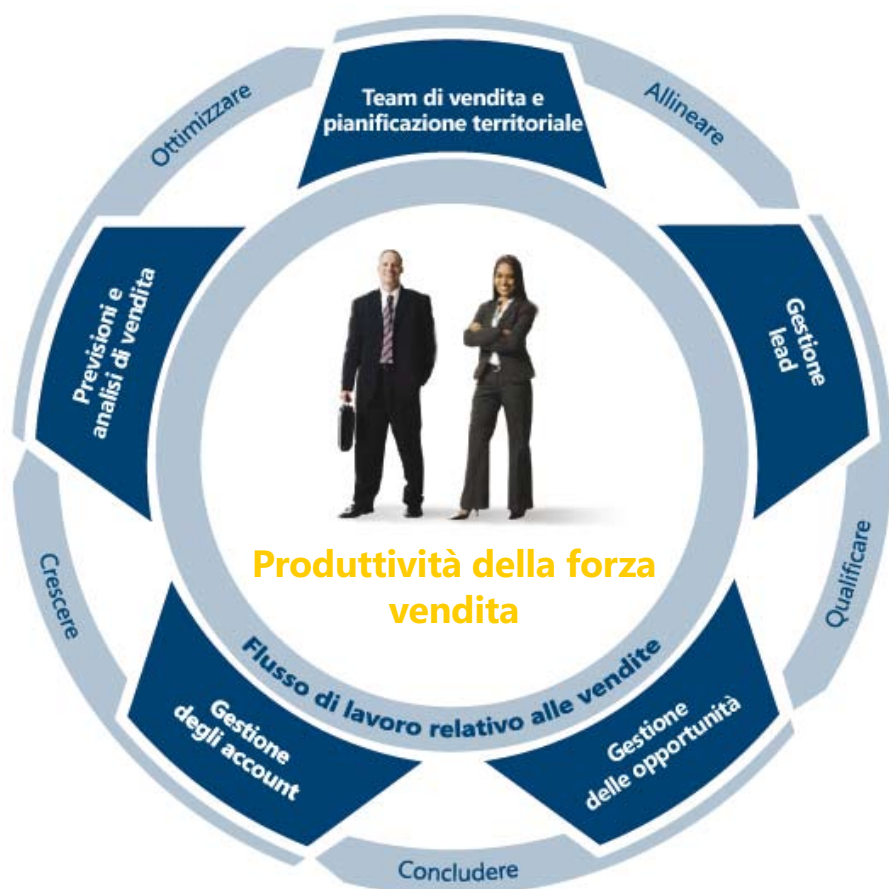 Team di vendita e
pianificazione territoriale
Allineare
Gestione
lead
Qualificare
Gestione
delle opportunità
Concludere
Gestione
degli account
Crescere
Previsioni e
analisi di vendita
Ottimizzare
Produttività della forza
vendita
Flusso di lavoro relativo alle vendite